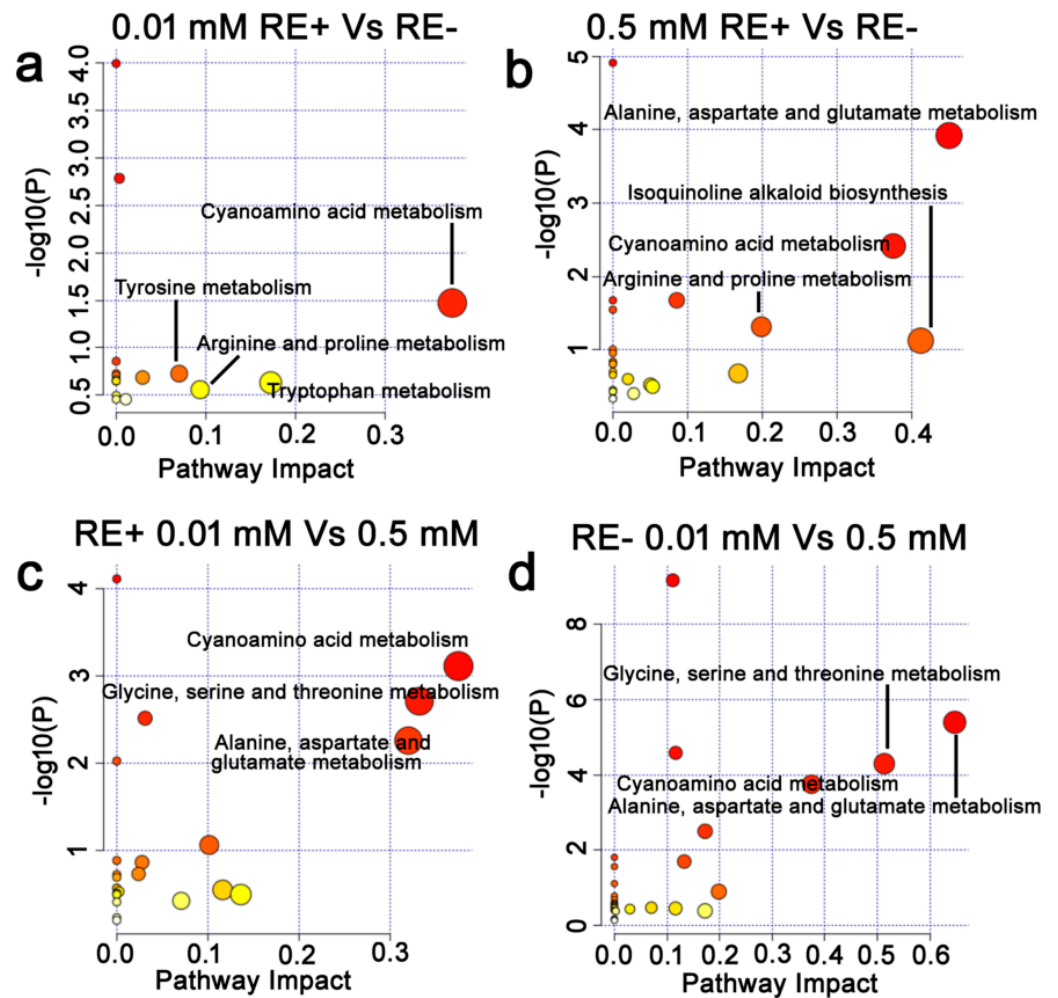 0.01 mM RE+ Vs RE-
a
4.0
3.5
3.0
2.5
2.0
1.5
1.0
0.5
-log10(P)
Cyanoamino acid metabolism
Tyrosine metabolism
Arginine and proline metabolism
Tryptophan metabolism
0.0 0.1 0.2 0.3
Pathway Impact
0.5 mM RE+ Vs RE-
b
5
4
3
2
1
-log10(P)
Alanine, aspartate and glutamate metabolism
Isoquinoline alkaloid biosynthesis
Cyanoamino acid metabolism
Arginine and proline metabolism
0.0 0.1 0.2 0.3 0.4
Pathway Impact
RE+ 0.01 mM Vs 0.5 mM
c
4
3
2
1
-log10(P)
Cyanoamino acid metabolism
Glycine, serine and threonine metabolism
Alanine, aspartate and
glutamate metabolism
0.0 0.1 0.2 0.3
Pathway Impact
RE- 0.01 mM Vs 0.5 mM
d
8
6
4
2
0
-log10(P)
Glycine, serine and threonine metabolism
Cyanoamino acid metabolism
Alanine, aspartate and glutamate metabolism
0.0 0.1 0.2 0.3 0.4 0.5 0.6
Pathway Impact